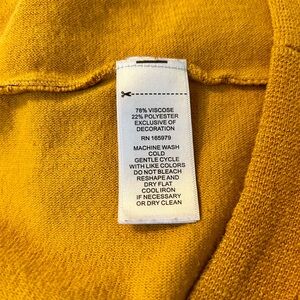 78% VISCOSE
22% POLYESTER
EXCLUSIVE OF
DECORATION
RN 165979
MACHINE WASH
COLD
GENTLE CYCLE
WITH LIKE COLORS
DO NOT BLEACH
RESHAPE AND
DRY FLAT
COOL IRON
IF NECESSARY
OR DRY CLEAN